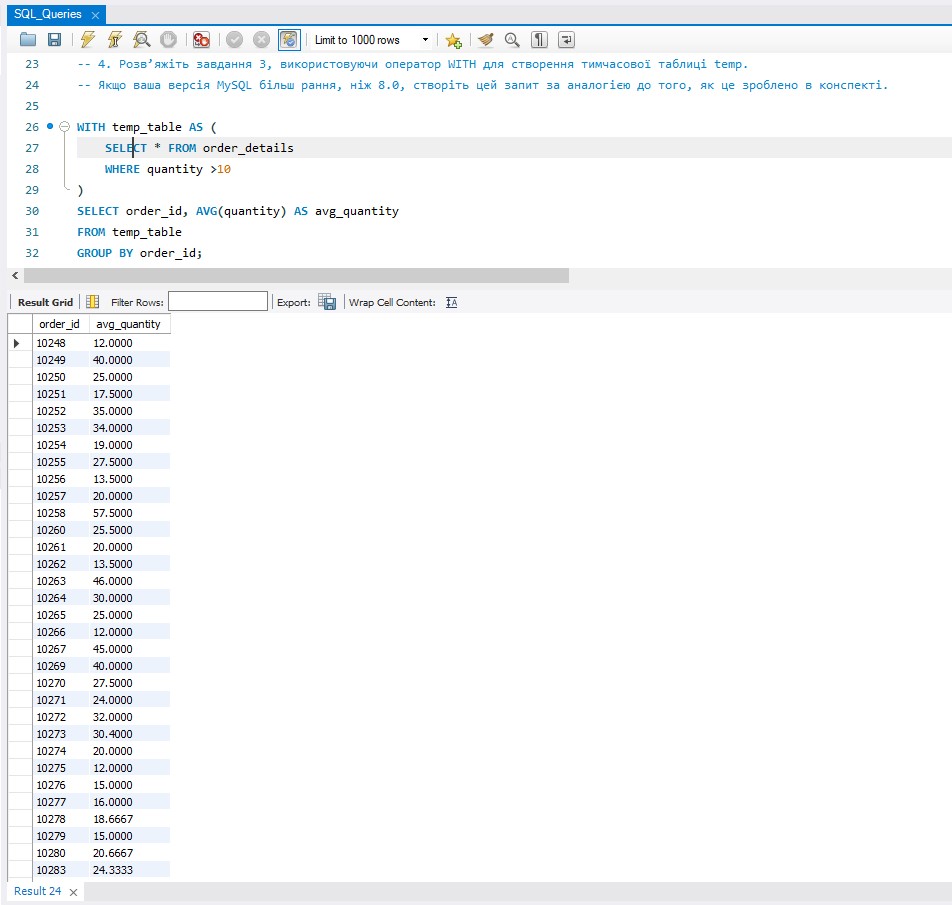 SQL_Queries
Limit to 1000 rows
23 -- 4. Розв’яжіть завдання 3, використовуючи оператор WITH для створення тимчасової таблиці temp.
24 -- Якщо ваша версія MySQL більш рання, ніж 8.0, створіть цей запит за аналогією до того, як це зроблено в конспекті.
25
26 WITH temp_table AS (
27 SELECT * FROM order_details
28 WHERE quantity >10
29 )
30 SELECT order_id, AVG(quantity) AS avg_quantity
31 FROM temp_table
32 GROUP BY order_id;
Result Grid Filter Rows: Export: Wrap Cell Content:
order_id avg_quantity
10248 12.0000
10249 40.0000
10250 25.0000
10251 17.5000
10252 35.0000
10253 34.0000
10254 19.0000
10255 27.5000
10256 13.5000
10257 20.0000
10258 57.5000
10260 25.5000
10261 20.0000
10262 13.5000
10263 46.0000
10264 30.0000
10265 25.0000
10266 12.0000
10267 45.0000
10269 40.0000
10270 27.5000
10271 24.0000
10272 32.0000
10273 30.4000
10274 20.0000
10275 12.0000
10276 15.0000
10277 16.0000
10278 18.6667
10279 15.0000
10280 20.6667
10283 24.3333
Result 24